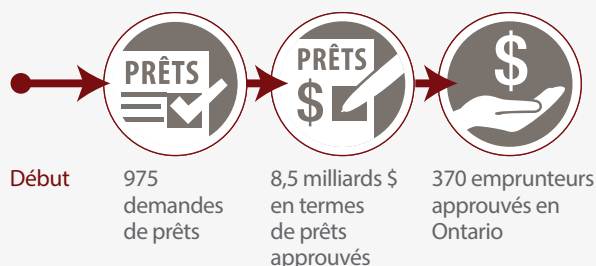 PRÊTS
PRÊTS
$
$
Début
975
demandes
de prêts
8,5 milliards $
en termes
de prêts
approuvés
370 emprunteurs
approuvés en
Ontario